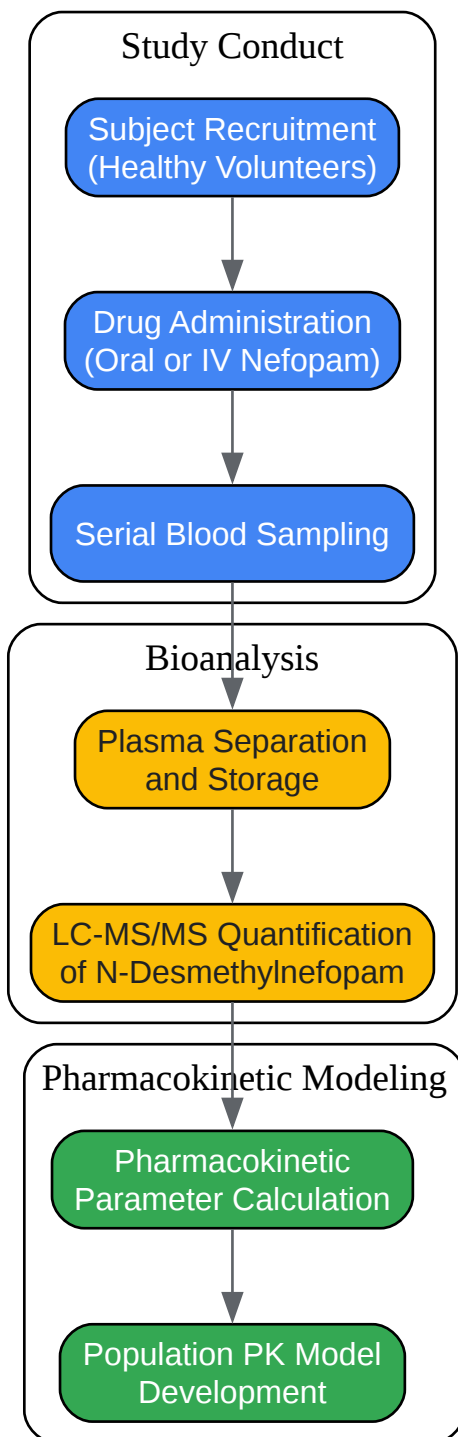 Study Conduct
Subject Recruitment
(Healthy Volunteers)
Drug Administration
(Oral or IV Nefopam)
Serial Blood Sampling
Bioanalysis
Plasma Separation
and Storage
LC-MS/MS Quantification
of N-Desmethylnefopam
Pharmacokinetic Modeling
Pharmacokinetic
Parameter Calculation
Population PK Model
Development